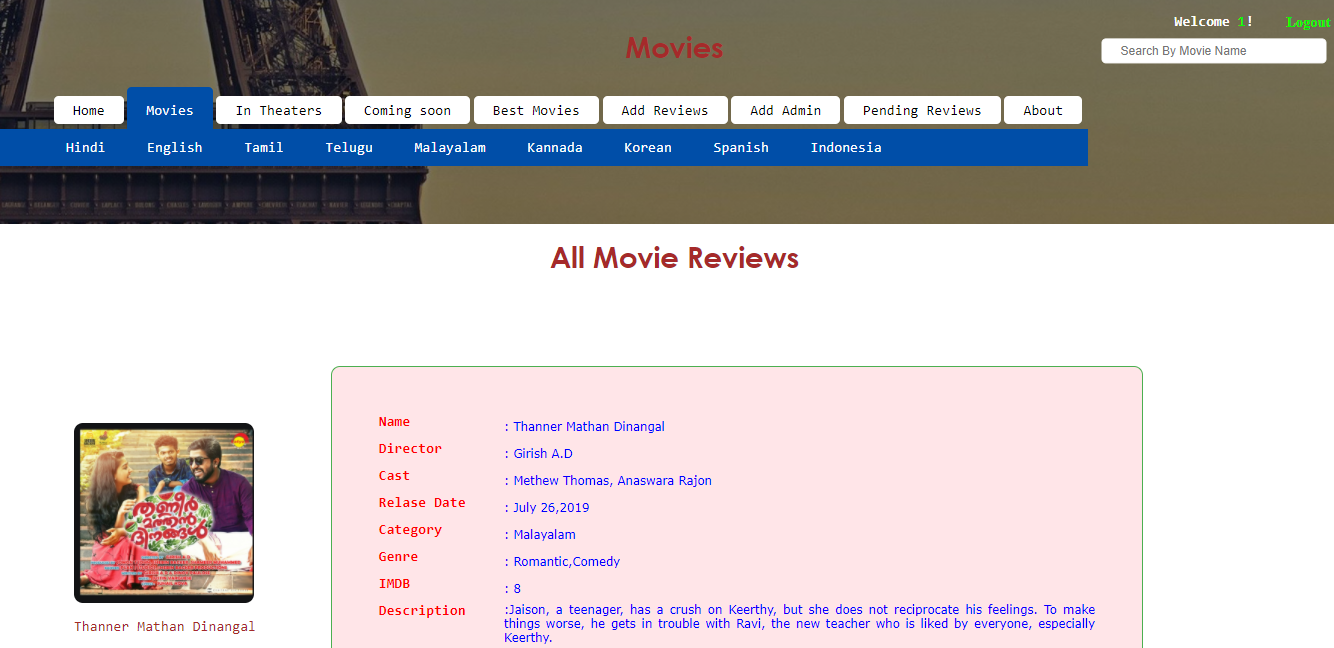 Welcome 1! Logout
Movies
Search By Movie Name
Home Movies In Theaters Coming soon Best Movies Add Reviews Add Admin Pending Reviews About
Hindi English Tamil Telugu Malayalam Kannada Korean Spanish Indonesia
All Movie Reviews
Name : Thanner Mathan Dinangal
Director : Girish A.D
Cast : Methew Thomas, Anaswara Rajon
Relase Date : July 26,2019
Category : Malayalam
Genre : Romantic,Comedy
IMDB : 8
Description :Jaison, a teenager, has a crush on Keerthy, but she does not reciprocate his feelings. To make
things worse, he gets in trouble with Ravi, the new teacher who is liked by everyone, especially
Keerthy.
തണ്ണീർ
മത്തൻ
ദിനങ്ങൾ
Thanner Mathan Dinangal